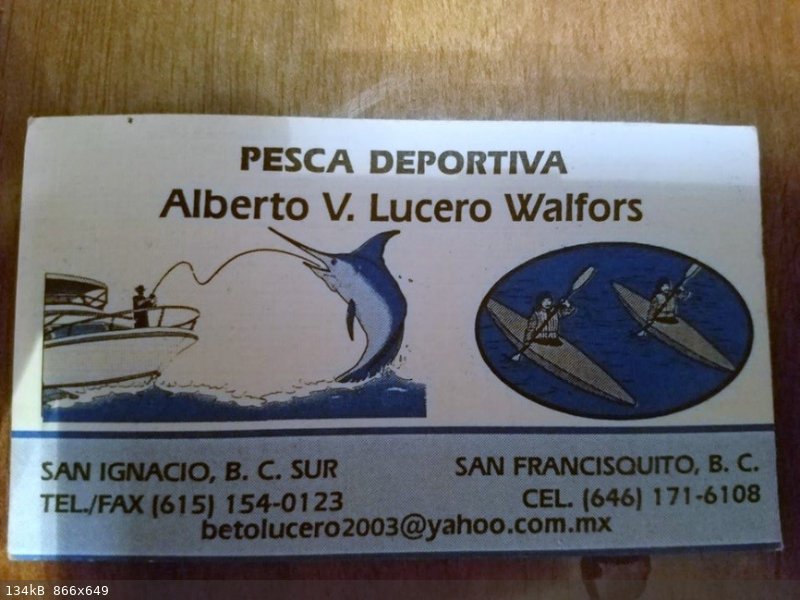 PESCA DEPORTIVA
Alberto V. Lucero Walfors
SAN IGNACIO, B. C. SUR
TEL./FAX (615) 154-0123
SAN FRANCISQUITO, B. C.
CEL. (646) 171-6108
betolucero2003@yahoo.com.mx
134kB 866x649